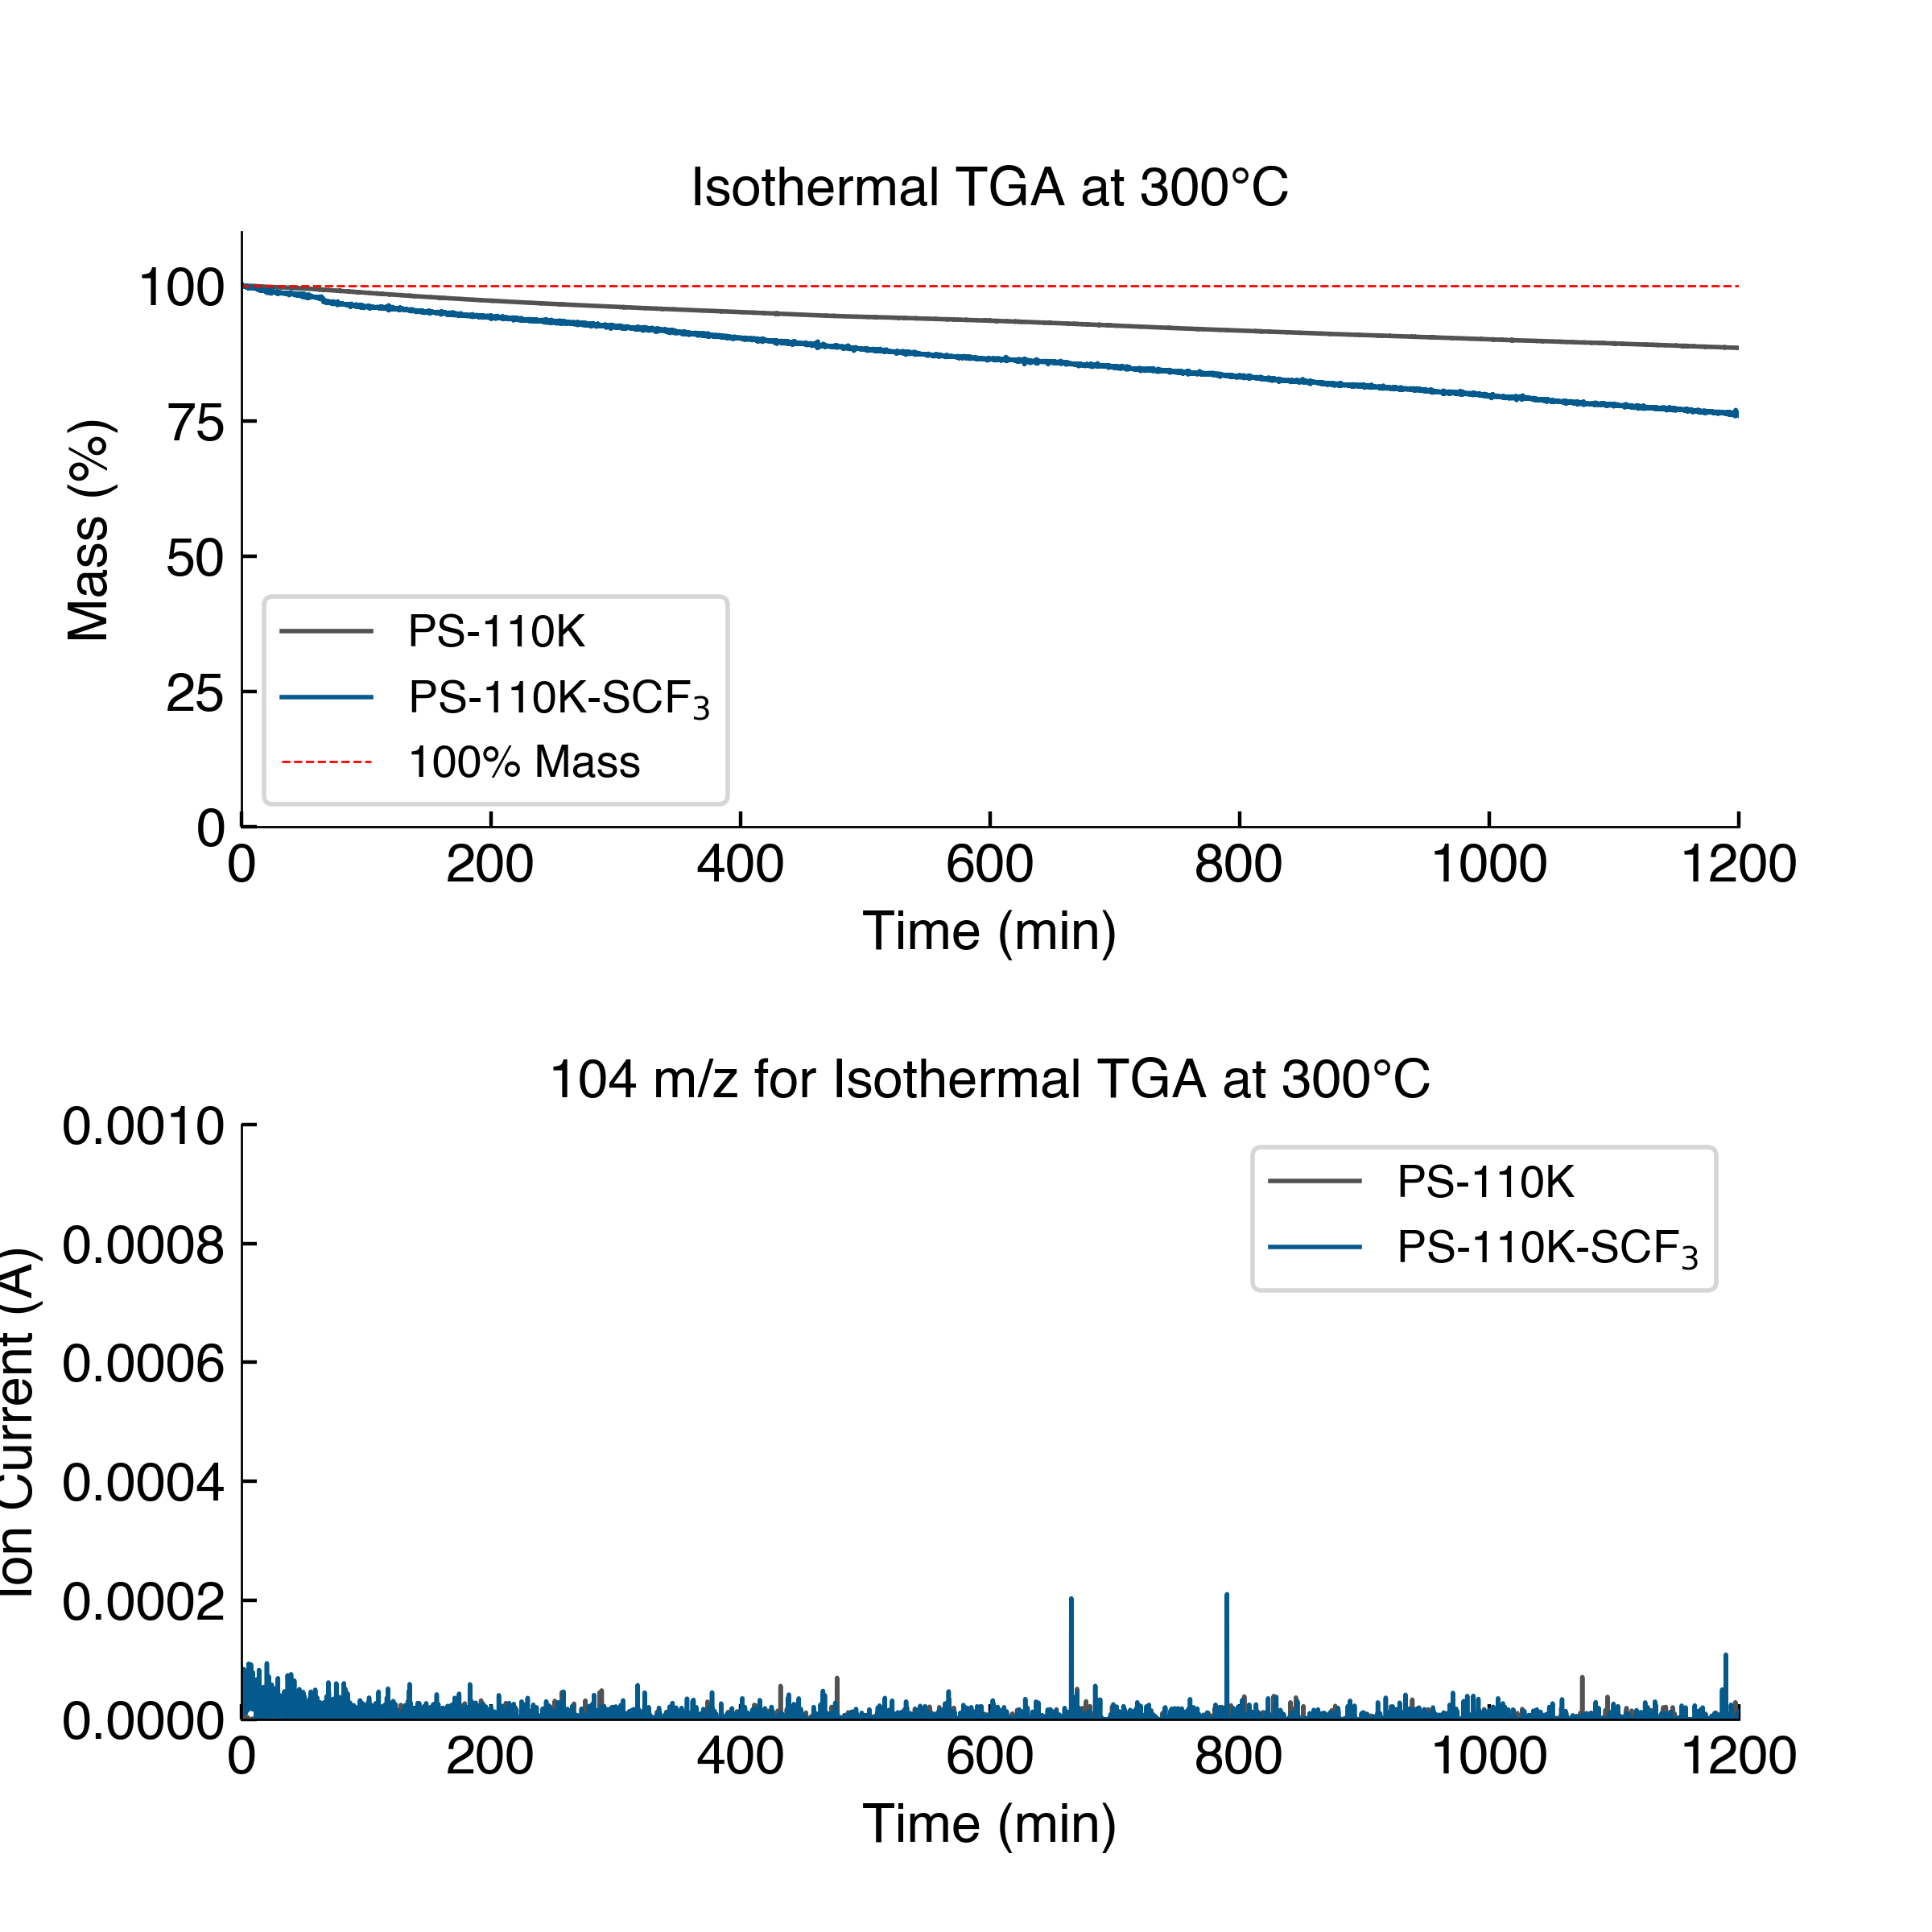 Isothermal TGA at 300°C
100
75
50
25
0
Mass (%)
PS-110K
PS-110K-SCF₃
100% Mass
0 200 400 600 800 1000 1200
Time (min)
104 m/z for Isothermal TGA at 300°C
0.0010
0.0008
0.0006
0.0004
0.0002
0.0000
Ion Current (A)
PS-110K
PS-110K-SCF₃
0 200 400 600 800 1000 1200
Time (min)